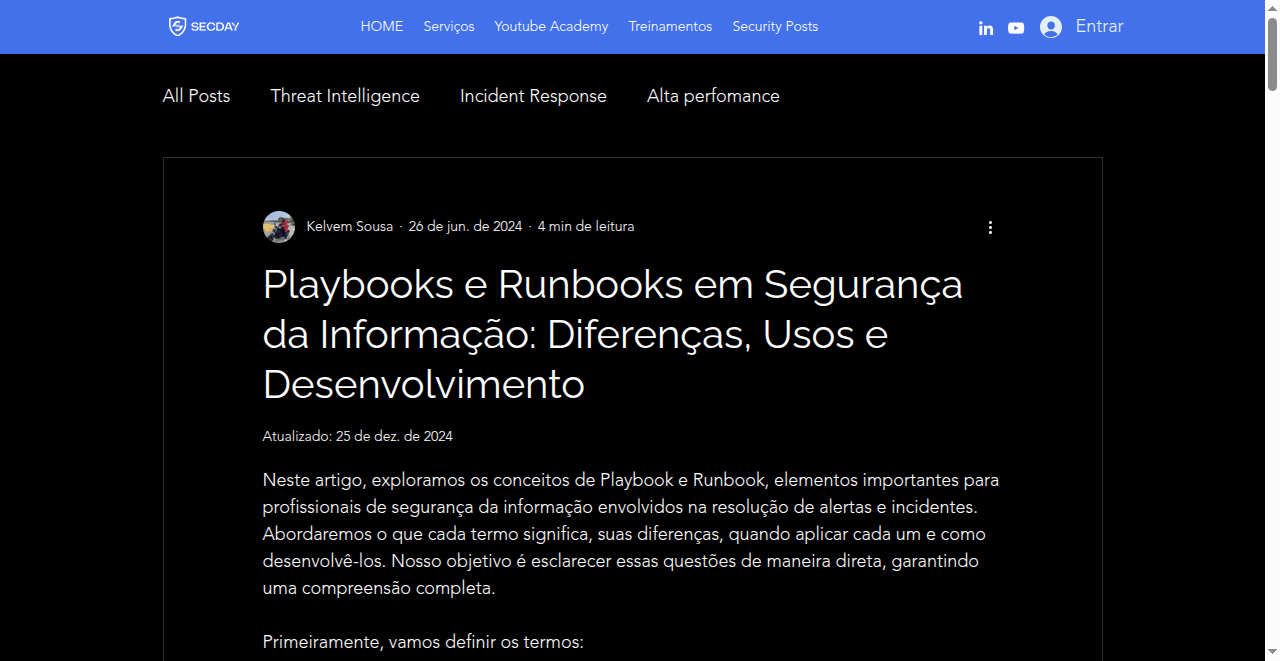 SECDAY
HOME
Serviços
Youtube Academy
Treinamentos
Security Posts
Entrar
All Posts
Threat Intelligence
Incident Response
Alta perfomance
Kelvem Sousa · 26 de jun. de 2024 · 4 min de leitura
Playbooks e Runbooks em Segurança
da Informação: Diferenças, Usos e
Desenvolvimento
Atualizado: 25 de dez. de 2024
Neste artigo, exploramos os conceitos de Playbook e Runbook, elementos importantes para
profissionais de segurança da informação envolvidos na resolução de alertas e incidentes.
Abordaremos o que cada termo significa, suas diferenças, quando aplicar cada um e como
desenvolvê-los. Nosso objetivo é esclarecer essas questões de maneira direta, garantindo
uma compreensão completa.
Primeiramente, vamos definir os termos: